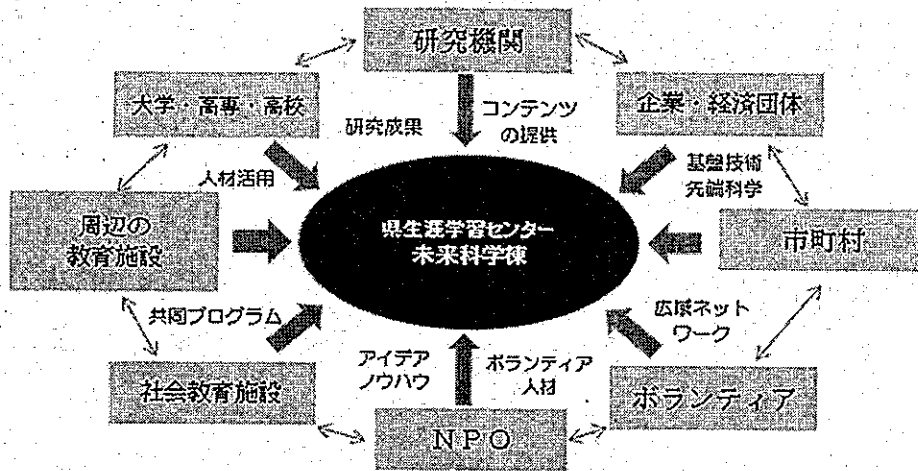 研究機関
大学・高専・高校
企業・経済団体
研究成果
コンテンツ
の提供
人材活用
基盤技術
先端科学
周辺の
教育施設
県生涯学習センター
未来科学棟
市町村
共同プログラム
広域ネット
ワーク
アイデア
ノウハウ
ボランティア
人材
社会教育施設
ボランティア
NPO